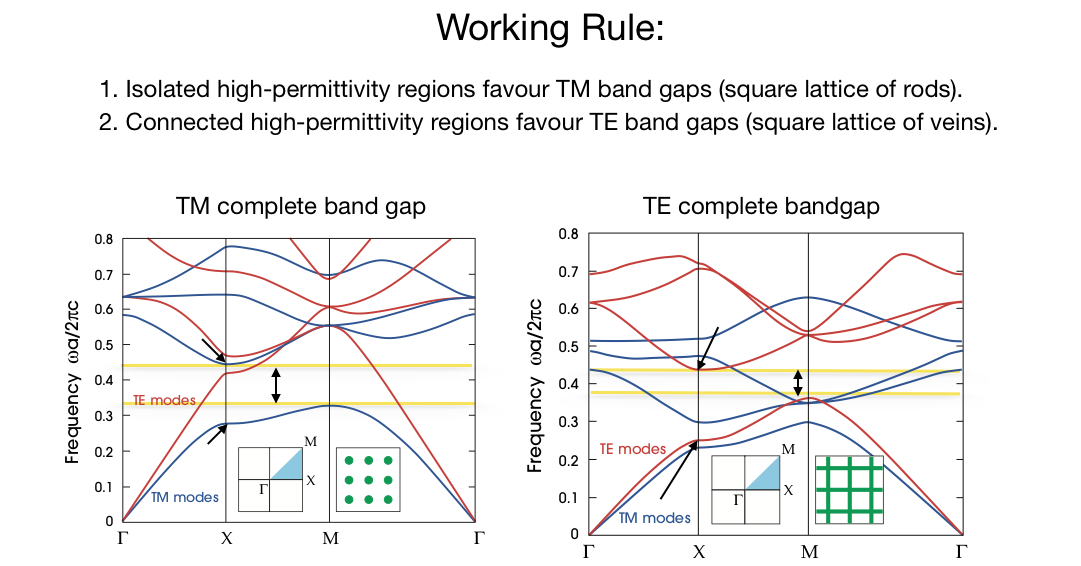 Working Rule:
1. Isolated high-permittivity regions favour TM band gaps (square lattice of rods).
2. Connected high-permittivity regions favour TE band gaps (square lattice of veins).
TM complete band gap
TE complete bandgap
Frequency ωa/2πc
0.8
0.7
0.6
0.5
0.4
0.3
0.2
0.1
0
TE modes
TM modes
M
X
Γ
Γ
X
M
Γ
Frequency ωa/2πc
0.8
0.7
0.6
0.5
0.4
0.3
0.2
0.1
0
TE modes
TM modes
M
X
Γ
Γ
X
M
Γ